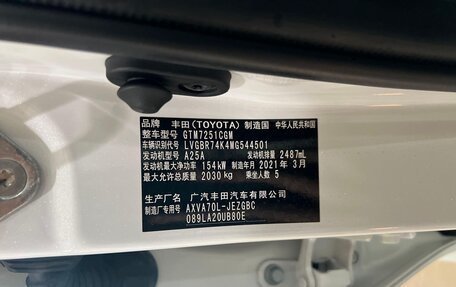 品牌 丰田(TOYOTA) 制造国 中华人民共和国
整车型号 GTM7251CGM
车辆识别代号 LVGBR74K4MG544501
发动机型号 A25A 发动机排量 2487mL
发动机最大净功率 154kW 制造年月 2021年3月
最大允许总质量 2030kg 乘坐人数 5
生产厂名 广汽丰田汽车有限公司
制造厂专用号 AXVA70L-JEZGBC
089LA20UB80E